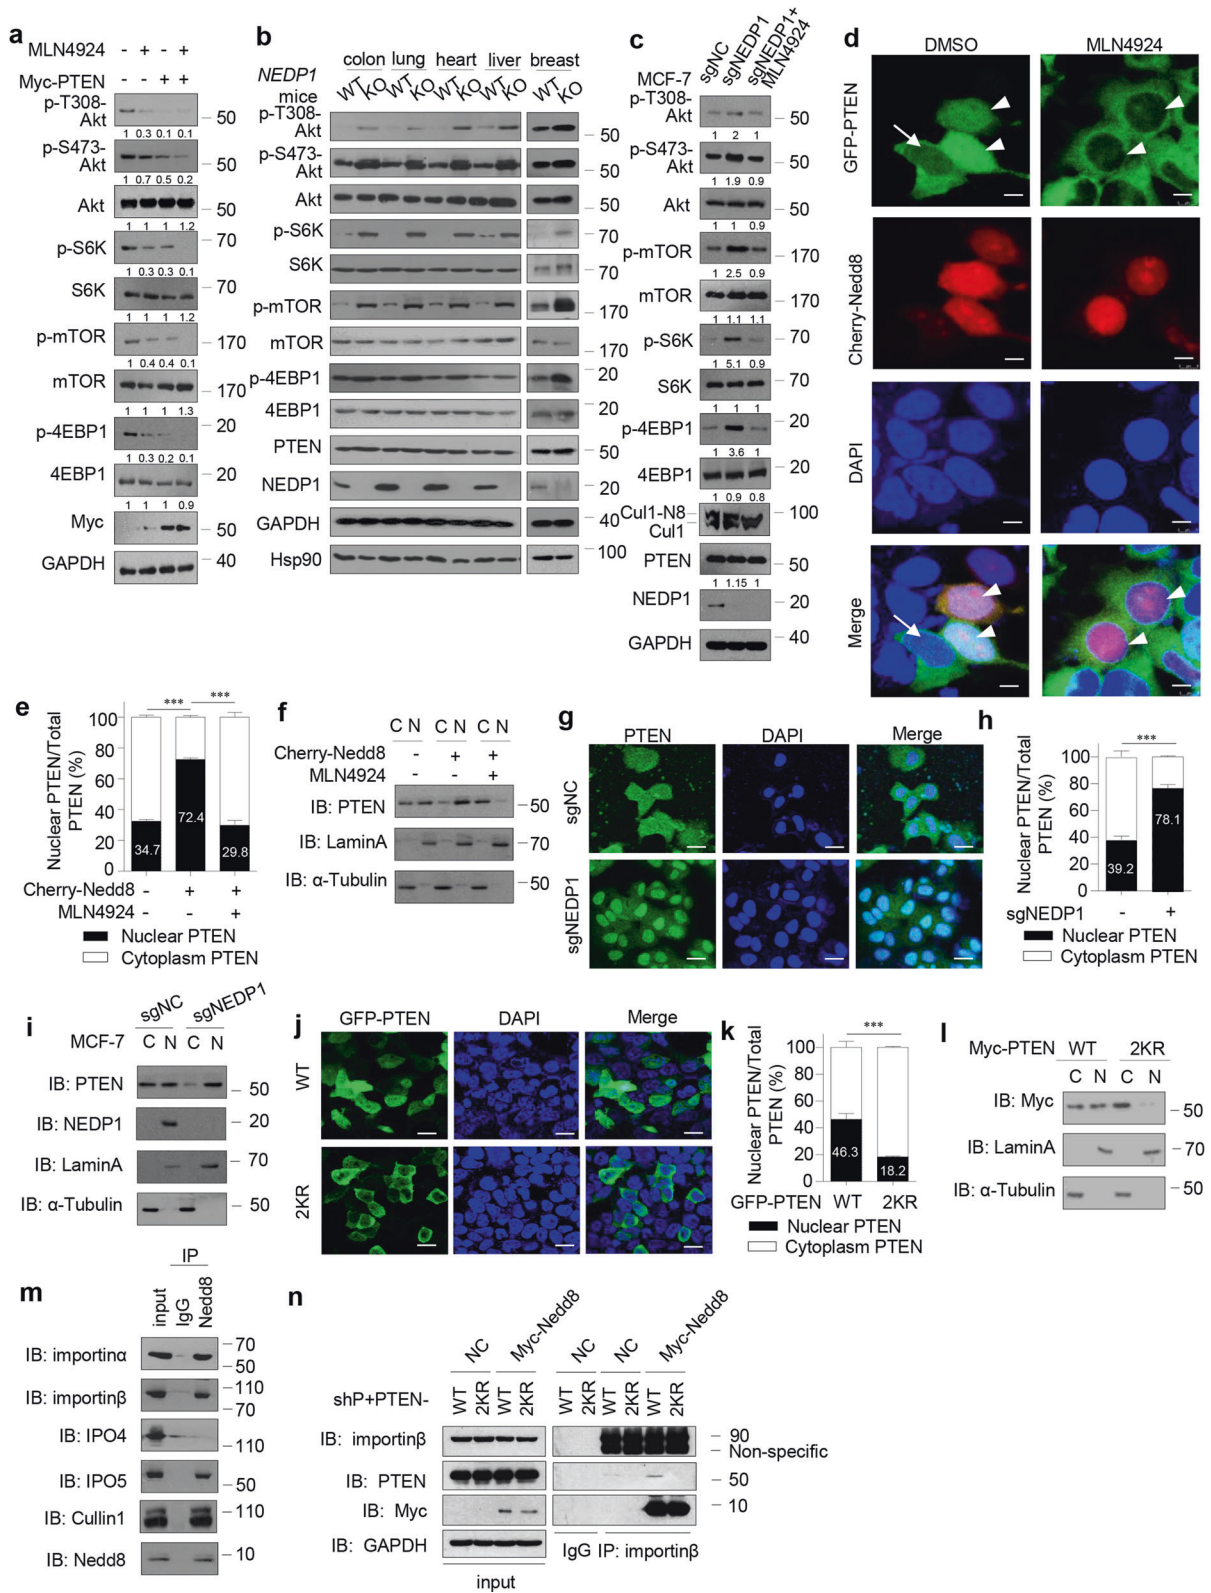 a
MLN4924 - + - +
Myc-PTEN - - + +
p-T308-
Akt
50
1 0.3 0.1 0.1
p-S473-
Akt
50
1 0.7 0.5 0.2
Akt
50
1 1 1 1.2
p-S6K
70
1 0.3 0.3 0.1
S6K
70
1 1 1 1.2
p-mTOR
170
1 0.4 0.4 0.1
mTOR
170
1 1 1 1.3
p-4EBP1
20
1 0.3 0.2 0.1
4EBP1
20
1 1 1 0.9
Myc
50
GAPDH
40
b
colon lung heart liver breast
NEDP1
mice
WT KO WT KO WT KO WT KO WT KO
p-T308-
Akt
50
p-S473-
Akt
50
Akt
50
p-S6K
70
S6K
70
p-mTOR
170
mTOR
170
p-4EBP1
20
4EBP1
20
PTEN
50
NEDP1
20
GAPDH
40
Hsp90
100
c
sgNC
sgNEDP1
sgNEDP1+
MLN4924
MCF-7
p-T308-
Akt
50
1 2 1
p-S473-
Akt
50
1 1.9 0.9
Akt
50
1 1 0.9
p-mTOR
170
1 2.5 0.9
mTOR
170
1 1.1 1.1
p-S6K
70
1 5.1 0.9
S6K
70
1 1 1
p-4EBP1
20
1 3.6 1
4EBP1
20
1 0.9 0.8
Cul1-N8
Cul1
100
PTEN
50
1 1.15 1
NEDP1
20
GAPDH
40
d
DMSO MLN4924
GFP-PTEN
Cherry-Nedd8
DAPI
Merge
e
Nuclear PTEN/Total
PTEN (%)
100
80
60
40
20
0
*** ***
34.7 72.4 29.8
Cherry-Nedd8 - + +
MLN4924 - - +
Nuclear PTEN
Cytoplasm PTEN
f
C N C N C N
Cherry-Nedd8 - + +
MLN4924 - - +
IB: PTEN
50
IB: LaminA
70
IB: α-Tubulin
50
g
PTEN DAPI Merge
sgNC
sgNEDP1
h
Nuclear PTEN/Total
PTEN (%)
100
80
60
40
20
0
***
39.2 78.1
sgNEDP1 - +
Nuclear PTEN
Cytoplasm PTEN
i
sgNC sgNEDP1
MCF-7 C N C N
IB: PTEN
50
IB: NEDP1
20
IB: LaminA
70
IB: α-Tubulin
50
j
GFP-PTEN DAPI Merge
WT
2KR
k
Nuclear PTEN/Total
PTEN (%)
100
80
60
40
20
0
***
46.3 18.2
GFP-PTEN WT 2KR
Nuclear PTEN
Cytoplasm PTEN
l
Myc-PTEN WT 2KR
C N C N
IB: Myc
50
IB: LaminA
70
IB: α-Tubulin
50
m
IP
input IgG Nedd8
IB: importinα
70
50
IB: importinβ
110
70
IB: IPO4
110
IB: IPO5
50
IB: Cullin1
110
IB: Nedd8
10
n
NC Myc-Nedd8 NC Myc-Nedd8
shP+PTEN- WT 2KR WT 2KR WT 2KR WT 2KR WT 2KR
IB: importinβ
90
Non-specific
IB: PTEN
50
IB: Myc
10
IB: GAPDH
IgG IP: importinβ
input